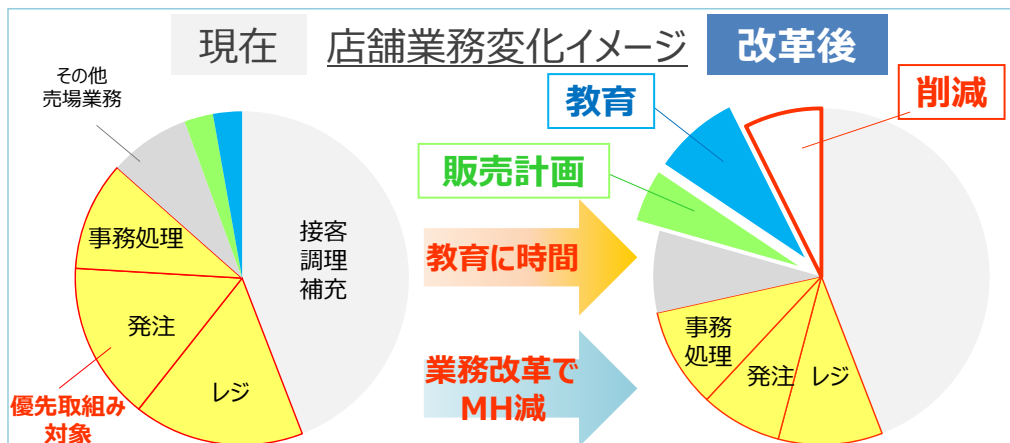 現在
店舗業務変化イメージ
改革後
その他
売場業務
教育
削減
販売計画
事務処理
接客
調理
補充
教育に時間
発注
レジ
優先取組み
対象
業務改革で
MH減
事務
処理
発注
レジ